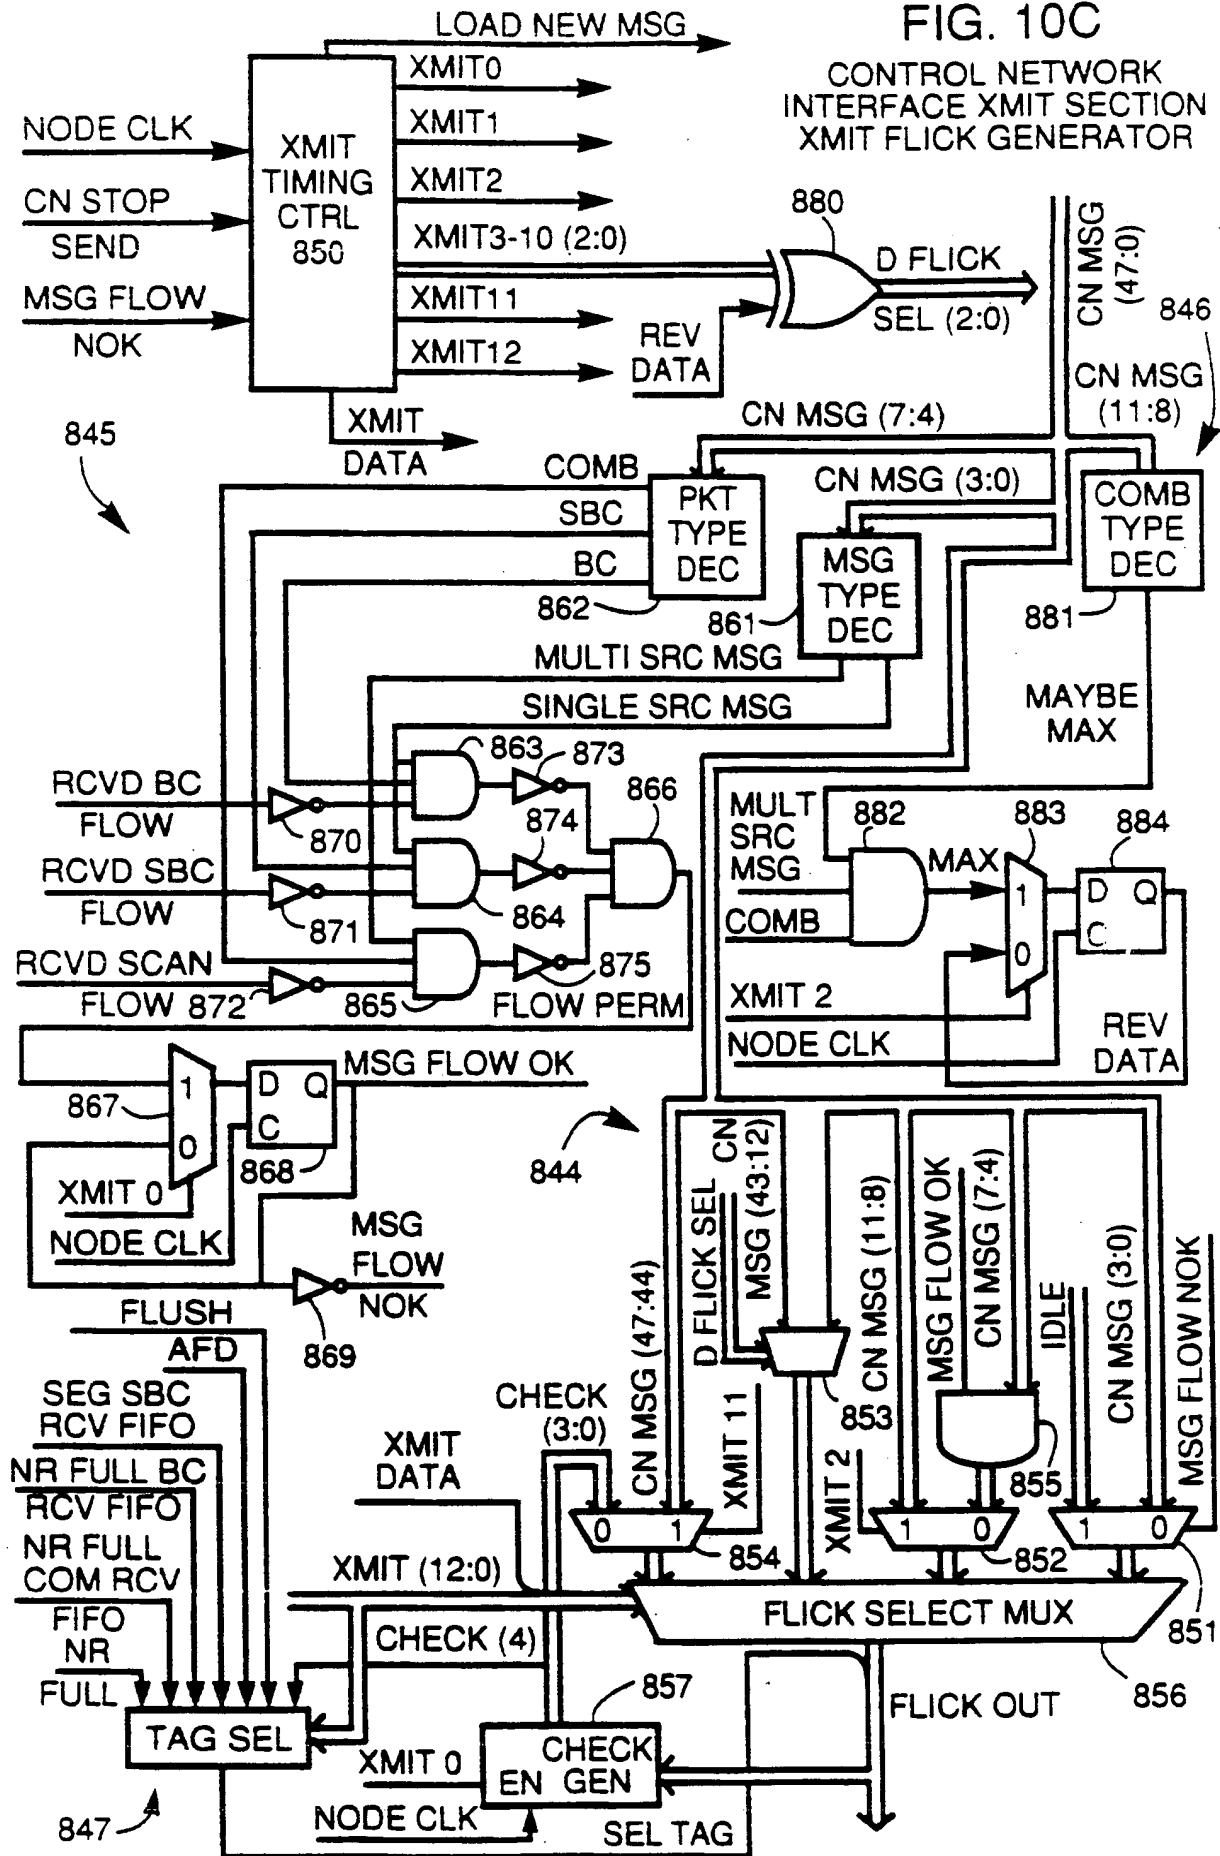 FIG. 10C
CONTROL NETWORK
INTERFACE XMIT SECTION
XMIT FLICK GENERATOR
LOAD NEW MSG
XMIT0
XMIT1
XMIT2
XMIT3-10 (2:0)
XMIT11
XMIT12
NODE CLK
CN STOP
SEND
MSG FLOW
NOK
XMIT
TIMING
CTRL
850
XMIT
DATA
845
880
D FLICK
SEL (2:0)
REV
DATA
CN MSG
(47:0)
846
CN MSG
(11:8)
CN MSG (7:4)
CN MSG (3:0)
COMB
SBC
BC
PKT
TYPE
DEC
862
MSG
TYPE
DEC
861
COMB
TYPE
DEC
881
MULTI SRC MSG
SINGLE SRC MSG
MAYBE
MAX
863
873
866
RCVD BC
FLOW
870
874
RCVD SBC
FLOW
871
864
RCVD SCAN
FLOW
872
865
875
FLOW PERM
MULT
SRC
MSG
COMB
882
MAX
883
884
1
0
D Q
C
XMIT 2
NODE CLK
REV
DATA
867
1
0
D Q
C
868
MSG FLOW OK
XMIT 0
NODE CLK
MSG
FLOW
NOK
869
844
CN MSG (47:44)
D FLICK SEL
CN
MSG (43:12)
CN MSG (11:8)
MSG FLOW OK
CN MSG (7:4)
IDLE
CN MSG (3:0)
MSG FLOW NOK
853
855
XMIT 11
XMIT 2
FLUSH
AFD
SEG SBC
RCV FIFO
NR FULL BC
RCV FIFO
NR FULL
COM RCV
FIFO
NR
FULL
CHECK
(3:0)
XMIT
DATA
0 1
854
1 0
852
1 0
851
XMIT (12:0)
FLICK SELECT MUX
856
CHECK (4)
857
FLICK OUT
TAG SEL
847
XMIT 0
CHECK
EN GEN
NODE CLK
SEL TAG